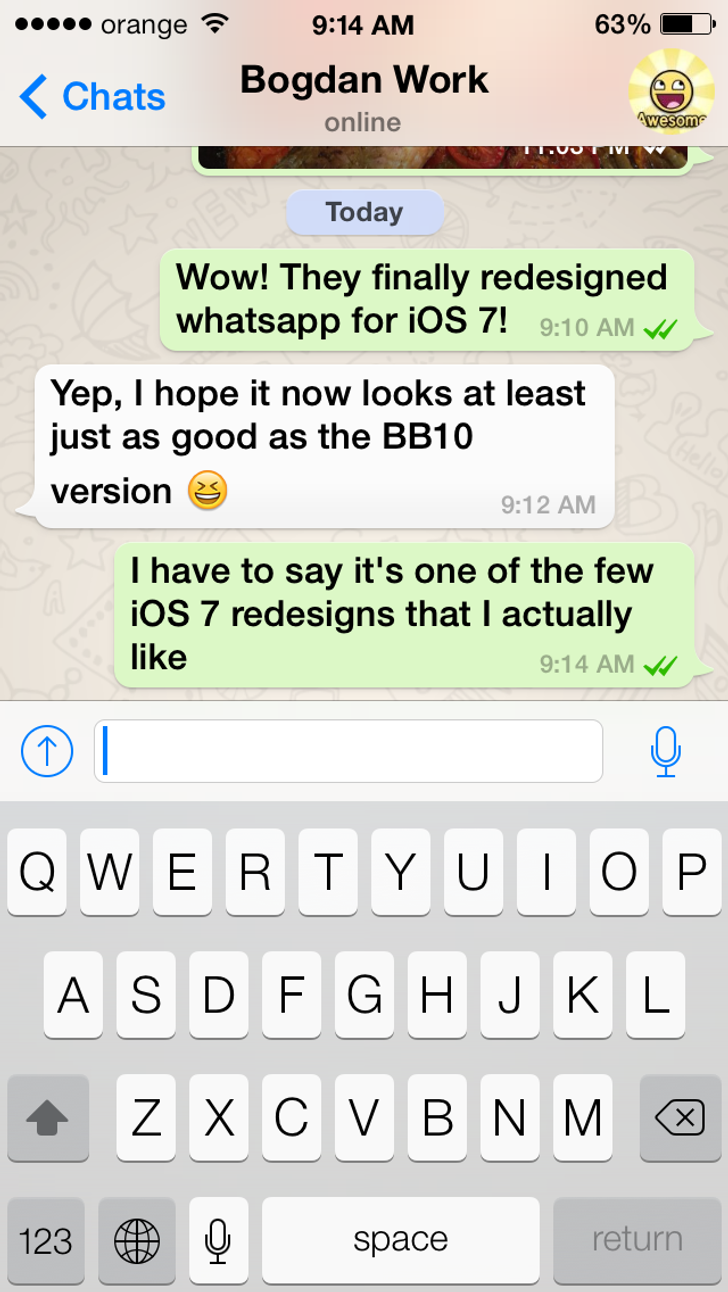 orange 9:14 AM 63%
Chats Bogdan Work
online
Awesome
11:03 PM
Today
Wow! They finally redesigned
whatsapp for iOS 7! 9:10 AM
Yep, I hope it now looks at least
just as good as the BB10
version 😆 9:12 AM
I have to say it's one of the few
iOS 7 redesigns that I actually
like 9:14 AM
Q W E R T Y U I O P
A S D F G H J K L
Z X C V B N M
123 space return